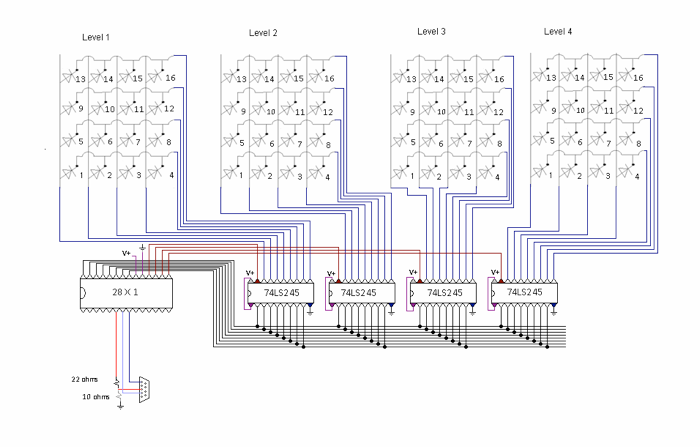 Level 1
Level 2
Level 3
Level 4
13 14 15 16
13 14 15 16
13 14 15 16
13 14 15 16
9 10 11 12
9 10 11 12
9 10 11 12
9 10 11 12
5 6 7 8
5 6 7 8
5 6 7 8
5 6 7 8
1 2 3 4
1 2 3 4
1 2 3 4
1 2 3 4
V+
V+
V+
V+
V+
28X1
74LS245
74LS245
74LS245
74LS245
22 ohms
10 ohms